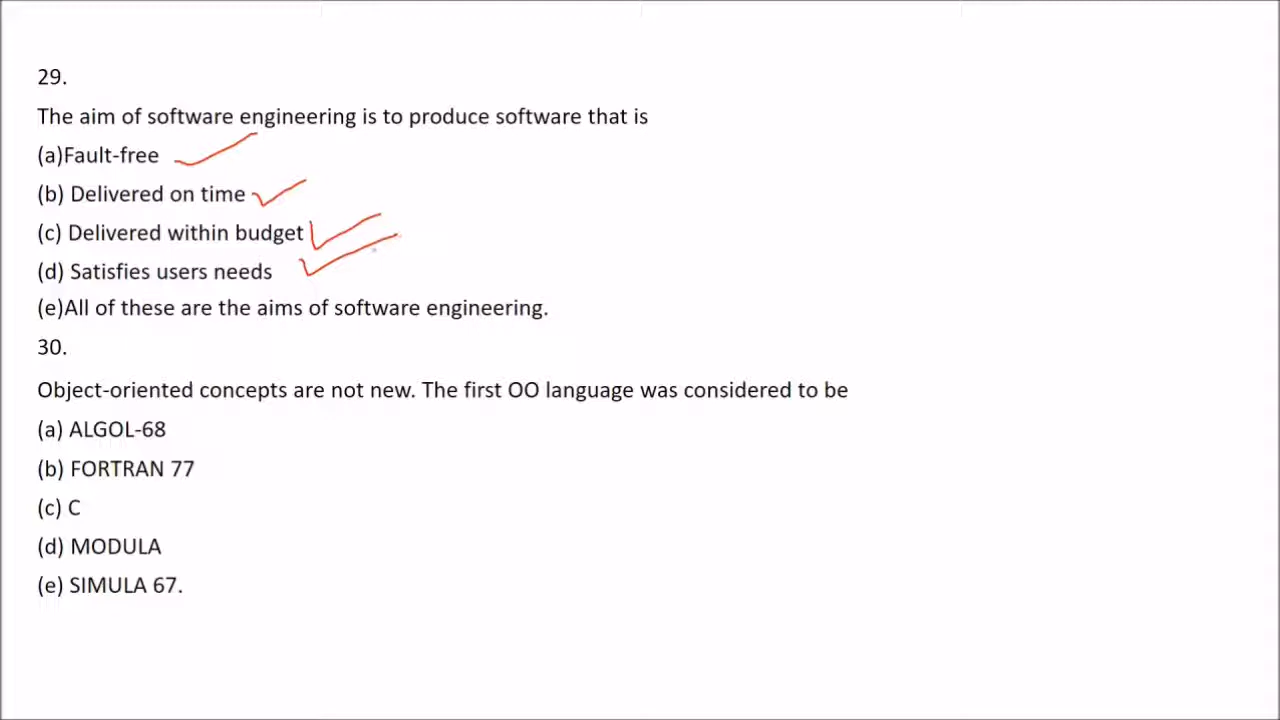 29.
The aim of software engineering is to produce software that is
(a)Fault-free
(b) Delivered on time
(c) Delivered within budget
(d) Satisfies users needs
(e)All of these are the aims of software engineering.
30.
Object-oriented concepts are not new. The first OO language was considered to be
(a) ALGOL-68
(b) FORTRAN 77
(c) C
(d) MODULA
(e) SIMULA 67.